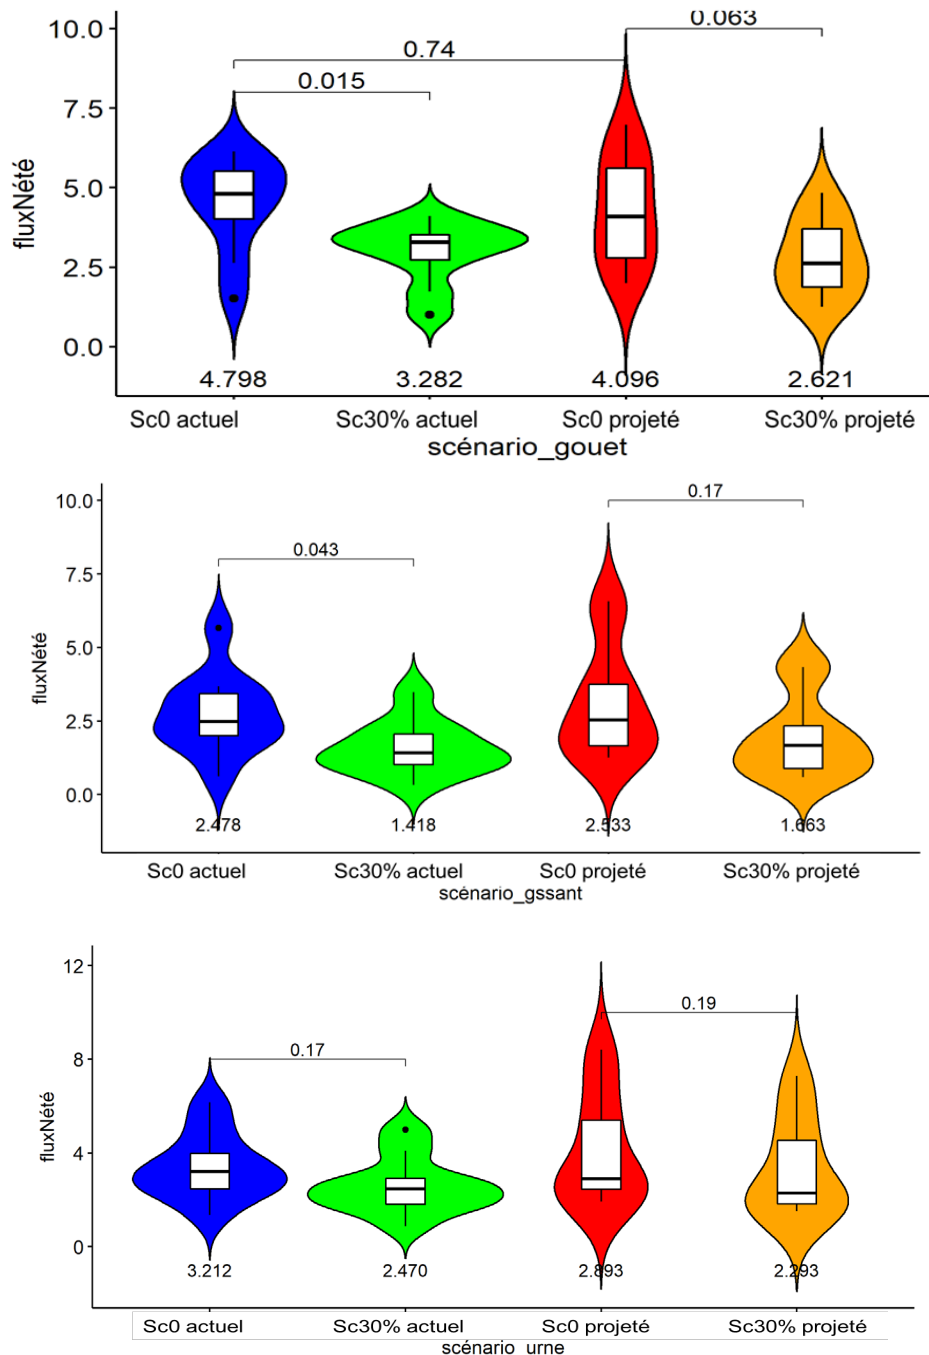 10.0
7.5
5.0
2.5
0.0
fluxNété
0.063
0.74
0.015
4.798 3.282 4.096 2.621
Sc0 actuel Sc30% actuel Sc0 projeté Sc30% projeté
scénario_gouet
10.0
7.5
5.0
2.5
0.0
fluxNété
0.17
0.043
2.478 1.418 2.533 1.663
Sc0 actuel Sc30% actuel Sc0 projeté Sc30% projeté
scénario_gssant
12
8
4
0
fluxNété
0.19
0.17
3.212 2.470 2.893 2.293
Sc0 actuel Sc30% actuel Sc0 projeté Sc30% projeté
scénario_urne